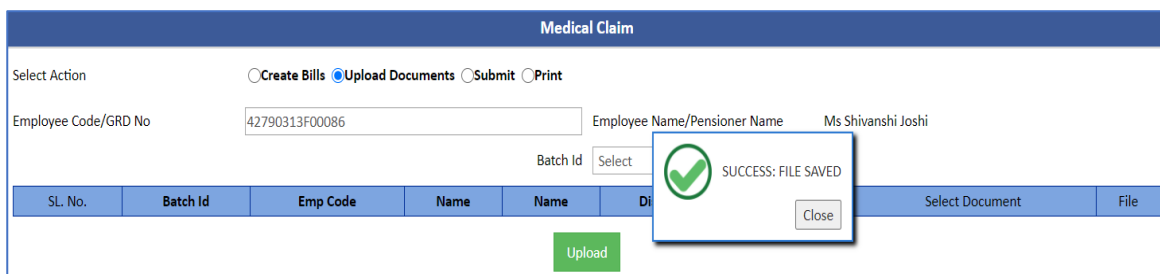 Medical Claim
Select Action Create Bills Upload Documents Submit Print
Employee Code/GRD No 42790313F00086 Employee Name/Pensioner Name Ms Shivanshi Joshi
Batch Id Select
SUCCESS: FILE SAVED
SL. No. Batch Id Emp Code Name Name Di Select Document File
Close
Upload